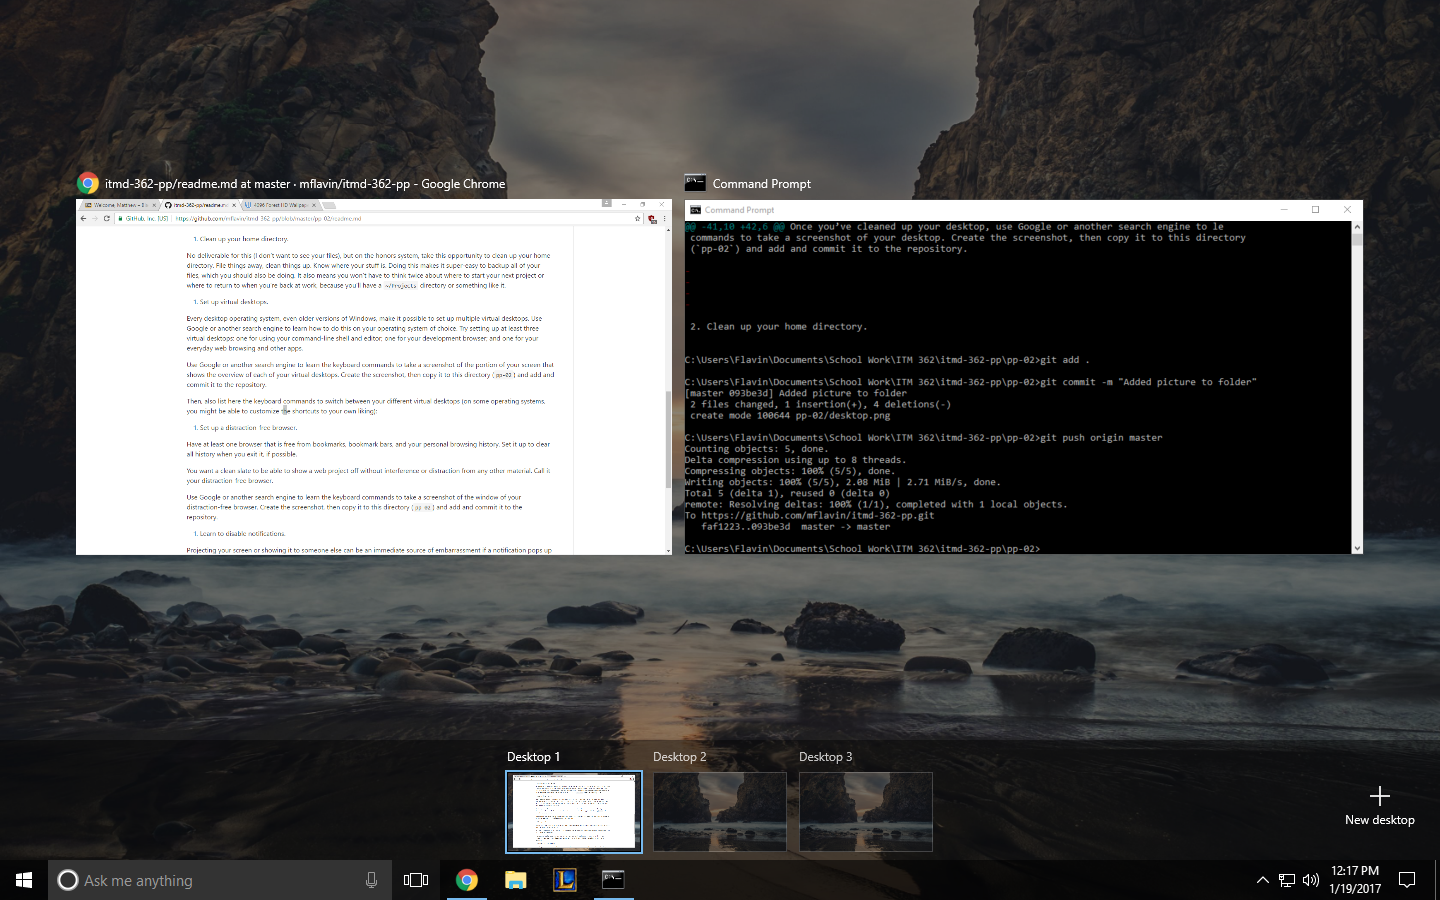 itmd-362-pp/readme.md at master · mflavin/itmd-362-pp - Google Chrome
Command Prompt
Welcome, Matthew – Bl
itmd-362-pp/readme.md
4096 Forest HD Wallpap
GitHub, Inc. [US]
https://github.com/mflavin/itmd-362-pp/blob/master/pp-02/readme.md
1. Clean up your home directory.
No deliverable for this (I don't want to see your files), but on the honors system, take this opportunity to clean up your home
directory. File things away, clean things up. Know where your stuff is. Doing this makes it super-easy to backup all of your
files, which you should also be doing. It also means you won't have to think twice about where to start your next project or
where to return to when you're back at work, because you'll have a ~/Projects directory or something like it.
1. Set up virtual desktops.
Every desktop operating system, even older versions of Windows, make it possible to set up multiple virtual desktops. Use
Google or another search engine to learn how to do this on your operating system of choice. Try setting up at least three
virtual desktops: one for using your command-line shell and editor; one for your development browser; and one for your
everyday web browsing and other apps.
Use Google or another search engine to learn the keyboard commands to take a screenshot of the portion of your screen that
shows the overview of each of your virtual desktops. Create the screenshot, then copy it to this directory ( pp-02 ) and add and
commit it to the repository.
Then, also list here the keyboard commands to switch between your different virtual desktops (on some operating systems,
you might be able to customize the shortcuts to your own liking):
1. Set up a distraction-free browser.
Have at least one browser that is free from bookmarks, bookmark bars, and your personal browsing history. Set it up to clear
all history when you exit it, if possible.
You want a clean slate to be able to show a web project off without interference or distraction from any other material. Call it
your distraction-free browser.
Use Google or another search engine to learn the keyboard commands to take a screenshot of the window of your
distraction-free browser. Create the screenshot, then copy it to this directory ( pp-02 ) and add and commit it to the
repository.
1. Learn to disable notifications.
Projecting your screen or showing it to someone else can be an immediate source of embarrassment if a notification pops up
Command Prompt
@@ -41,10 +42,6 @@ Once you've cleaned up your desktop, use Google or another search engine to le
commands to take a screenshot of your desktop. Create the screenshot, then copy it to this directory
(`pp-02`) and add and commit it to the repository.
-
-
-
-
2. Clean up your home directory.
C:\Users\Flavin\Documents\School Work\ITM 362\itmd-362-pp\pp-02>git add .
C:\Users\Flavin\Documents\School Work\ITM 362\itmd-362-pp\pp-02>git commit -m "Added picture to folder"
[master 093be3d] Added picture to folder
2 files changed, 1 insertion(+), 4 deletions(-)
create mode 100644 pp-02/desktop.png
C:\Users\Flavin\Documents\School Work\ITM 362\itmd-362-pp\pp-02>git push origin master
Counting objects: 5, done.
Delta compression using up to 8 threads.
Compressing objects: 100% (5/5), done.
Writing objects: 100% (5/5), 2.08 MiB | 2.71 MiB/s, done.
Total 5 (delta 1), reused 0 (delta 0)
remote: Resolving deltas: 100% (1/1), completed with 1 local objects.
To https://github.com/mflavin/itmd-362-pp.git
faf1223..093be3d  master -> master
C:\Users\Flavin\Documents\School Work\ITM 362\itmd-362-pp\pp-02>
Desktop 1
Desktop 2
Desktop 3
New desktop
Ask me anything
12:17 PM
1/19/2017